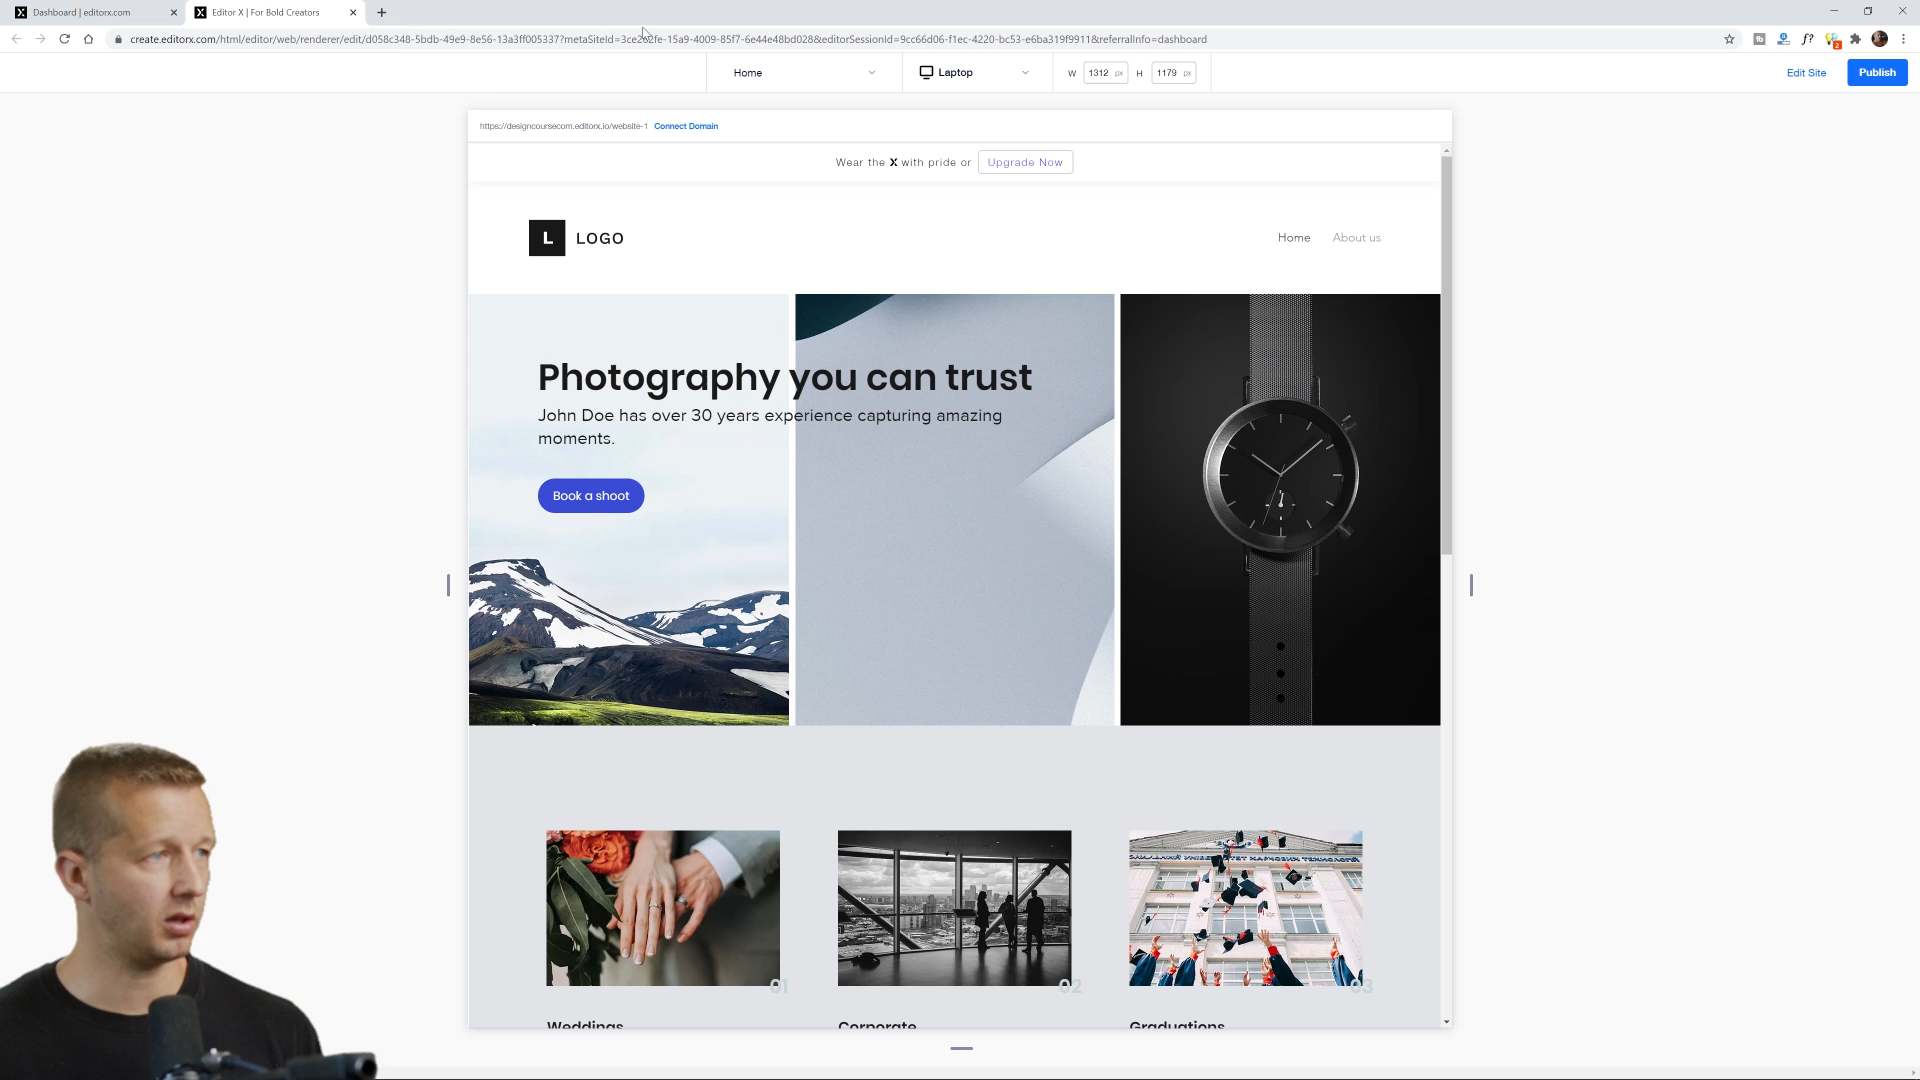 Dashboard | editorx.com
Editor X | For Bold Creators
create.editorx.com/html/editor/web/renderer/edit/d058c348-5bdb-49e9-8e56-13a3ff005337?metaSiteId=3ce262fe-15a9-4009-85f7-6e44e48bd028&editorSessionId=9cc66d06-f1ec-4220-bc53-e6ba319f9911&referralInfo=dashboard
f?
2
Home
Laptop
W 1312 px H 1179 px
Edit Site
Publish
https://designcoursecom.editorx.io/website-1 Connect Domain
Wear the X with pride or Upgrade Now
L LOGO
Home About us
Photography you can trust
John Doe has over 30 years experience capturing amazing
moments.
Book a shoot
01
02
03
Weddings
Corporate
Graduations